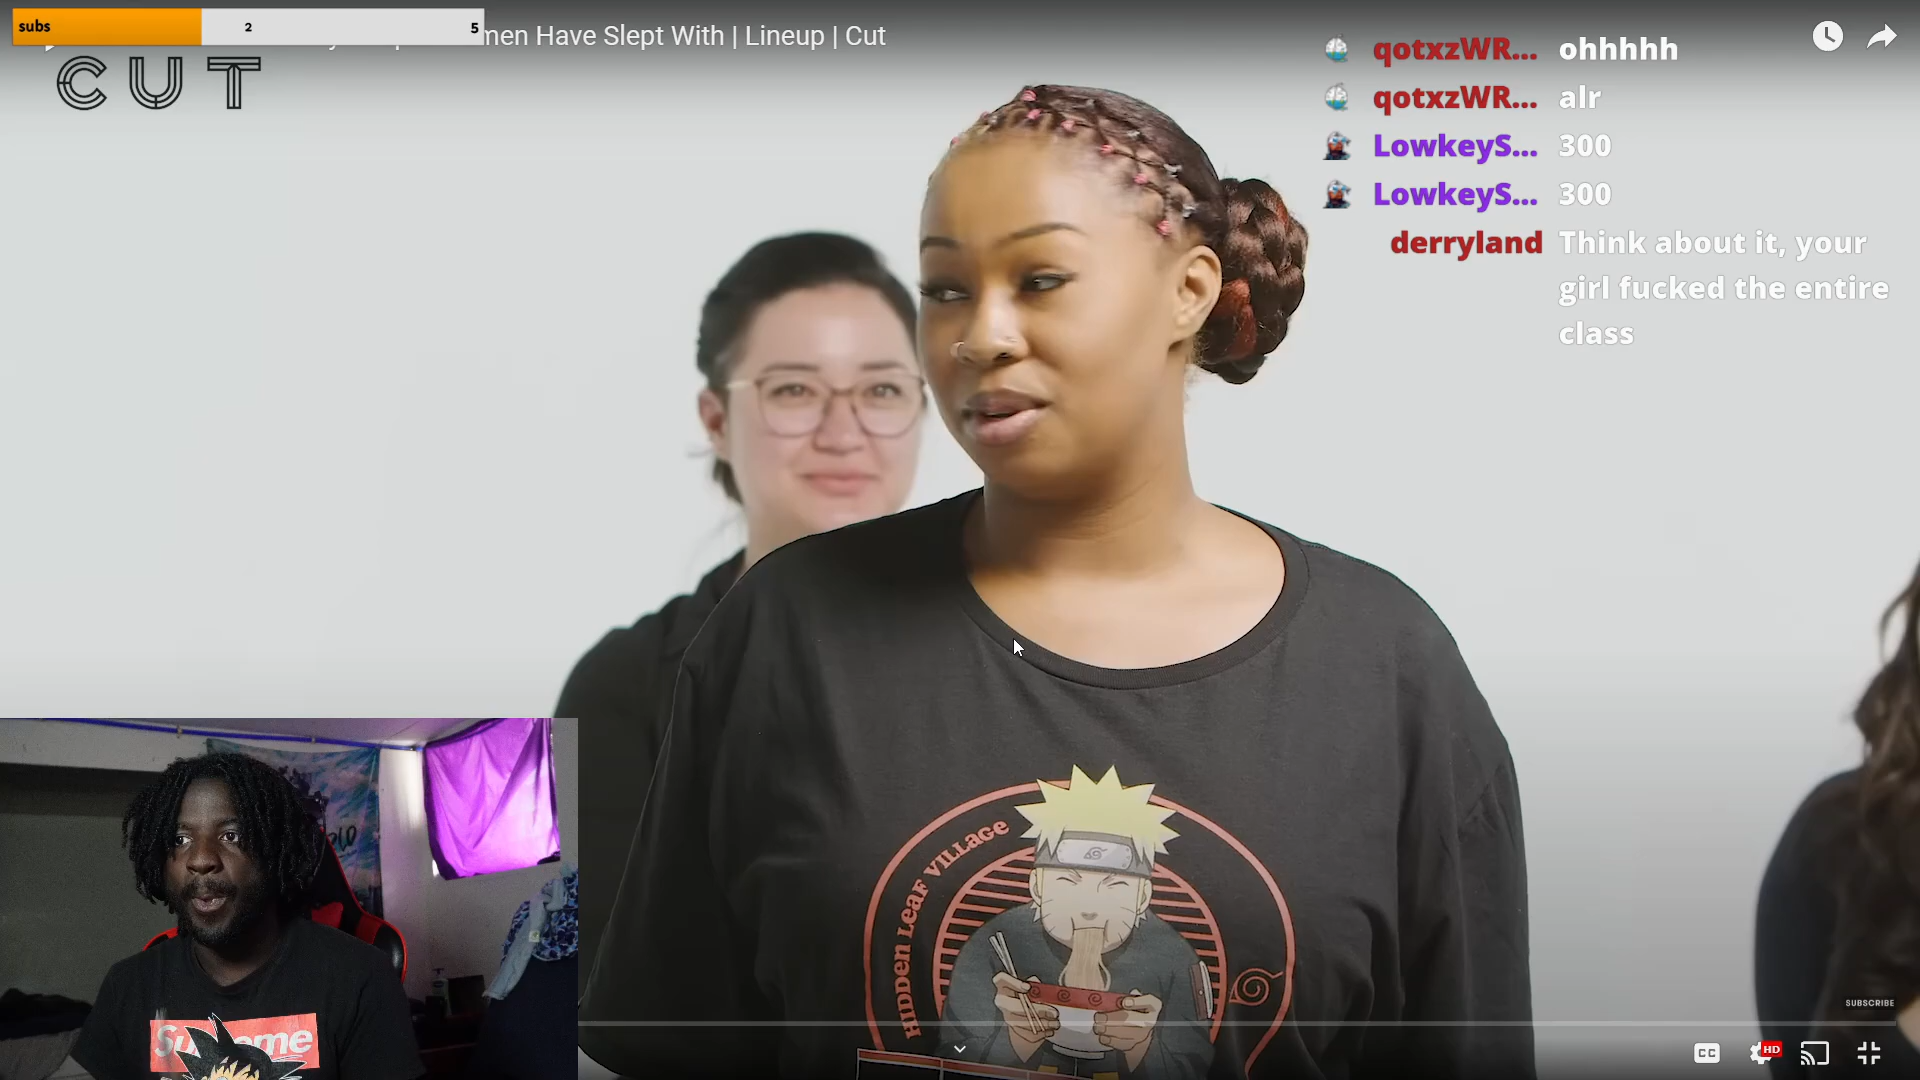 subs
2
5
men Have Slept With | Lineup | Cut
CUT
qotxzWR... ohhhhh
qotxzWR... alr
LowkeyS... 300
LowkeyS... 300
derryland Think about it, your
girl fucked the entire
class
HIDDEN LEAF VILLAGE
Supreme
SUBSCRIBE
CC
HD